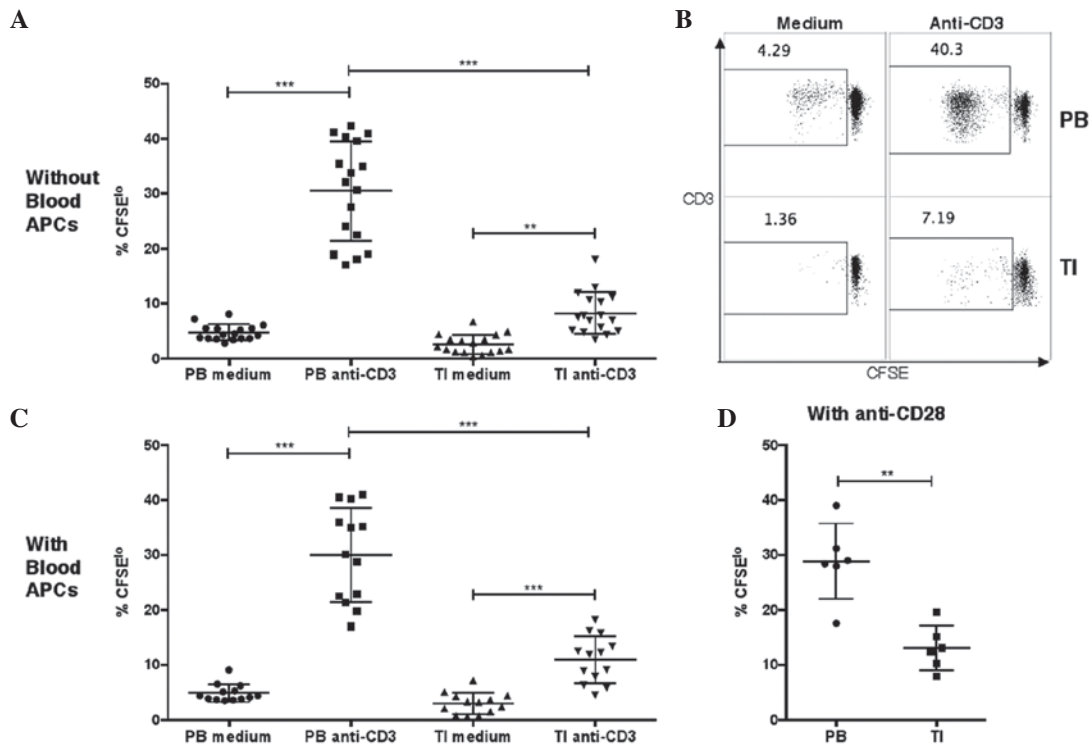 A
Without
Blood
APCs
% CFSElo
50
40
30
20
10
0
***
***
**
PB medium
PB anti-CD3
TI medium
TI anti-CD3
B
Medium
Anti-CD3
4.29
40.3
PB
1.36
7.19
TI
CD3
CFSE
C
With
Blood
APCs
% CFSElo
50
40
30
20
10
0
***
***
***
PB medium
PB anti-CD3
TI medium
TI anti-CD3
D
With anti-CD28
% CFSElo
50
40
30
20
10
0
**
PB
TI